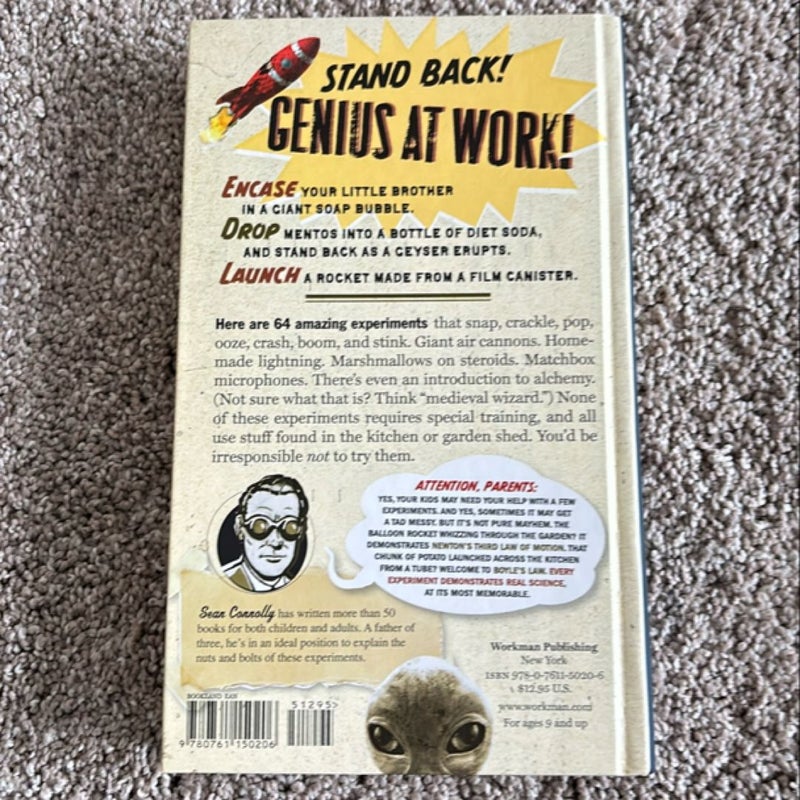 STAND BACK!
GENIUS AT WORK!
ENCASE YOUR LITTLE BROTHER
IN A GIANT SOAP BUBBLE.
DROP MENTOS INTO A BOTTLE OF DIET SODA,
AND STAND BACK AS A GEYSER ERUPTS.
LAUNCH A ROCKET MADE FROM A FILM CANISTER.
Here are 64 amazing experiments that snap, crackle, pop,
ooze, crash, boom, and stink. Giant air cannons. Home-
made lightning. Marshmallows on steroids. Matchbox
microphones. There's even an introduction to alchemy.
(Not sure what that is? Think “medieval wizard.”) None
of these experiments requires special training, and all
use stuff found in the kitchen or garden shed. You'd be
irresponsible not to try them.
ATTENTION, PARENTS:
YES, YOUR KIDS MAY NEED YOUR HELP WITH A FEW
EXPERIMENTS. AND YES, SOMETIMES IT MAY GET
A TAD MESSY. BUT IT'S NOT PURE MAYHEM. THE
BALLOON ROCKET WHIZZING THROUGH THE GARDEN? IT
DEMONSTRATES NEWTON'S THIRD LAW OF MOTION. THAT
CHUNK OF POTATO LAUNCHED ACROSS THE KITCHEN
FROM A TUBE? WELCOME TO BOYLE'S LAW. EVERY
EXPERIMENT DEMONSTRATES REAL SCIENCE,
AT ITS MOST MEMORABLE.
Sean Connolly has written more than 50
books for both children and adults. A father of
three, he's in an ideal position to explain the
nuts and bolts of these experiments.
Workman Publishing
New York
ISBN 978-0-7611-5020-6
$12.95 U.S.
www.workman.com
For ages 9 and up
BOOKLAND EAN
51295>
9 780761 150206